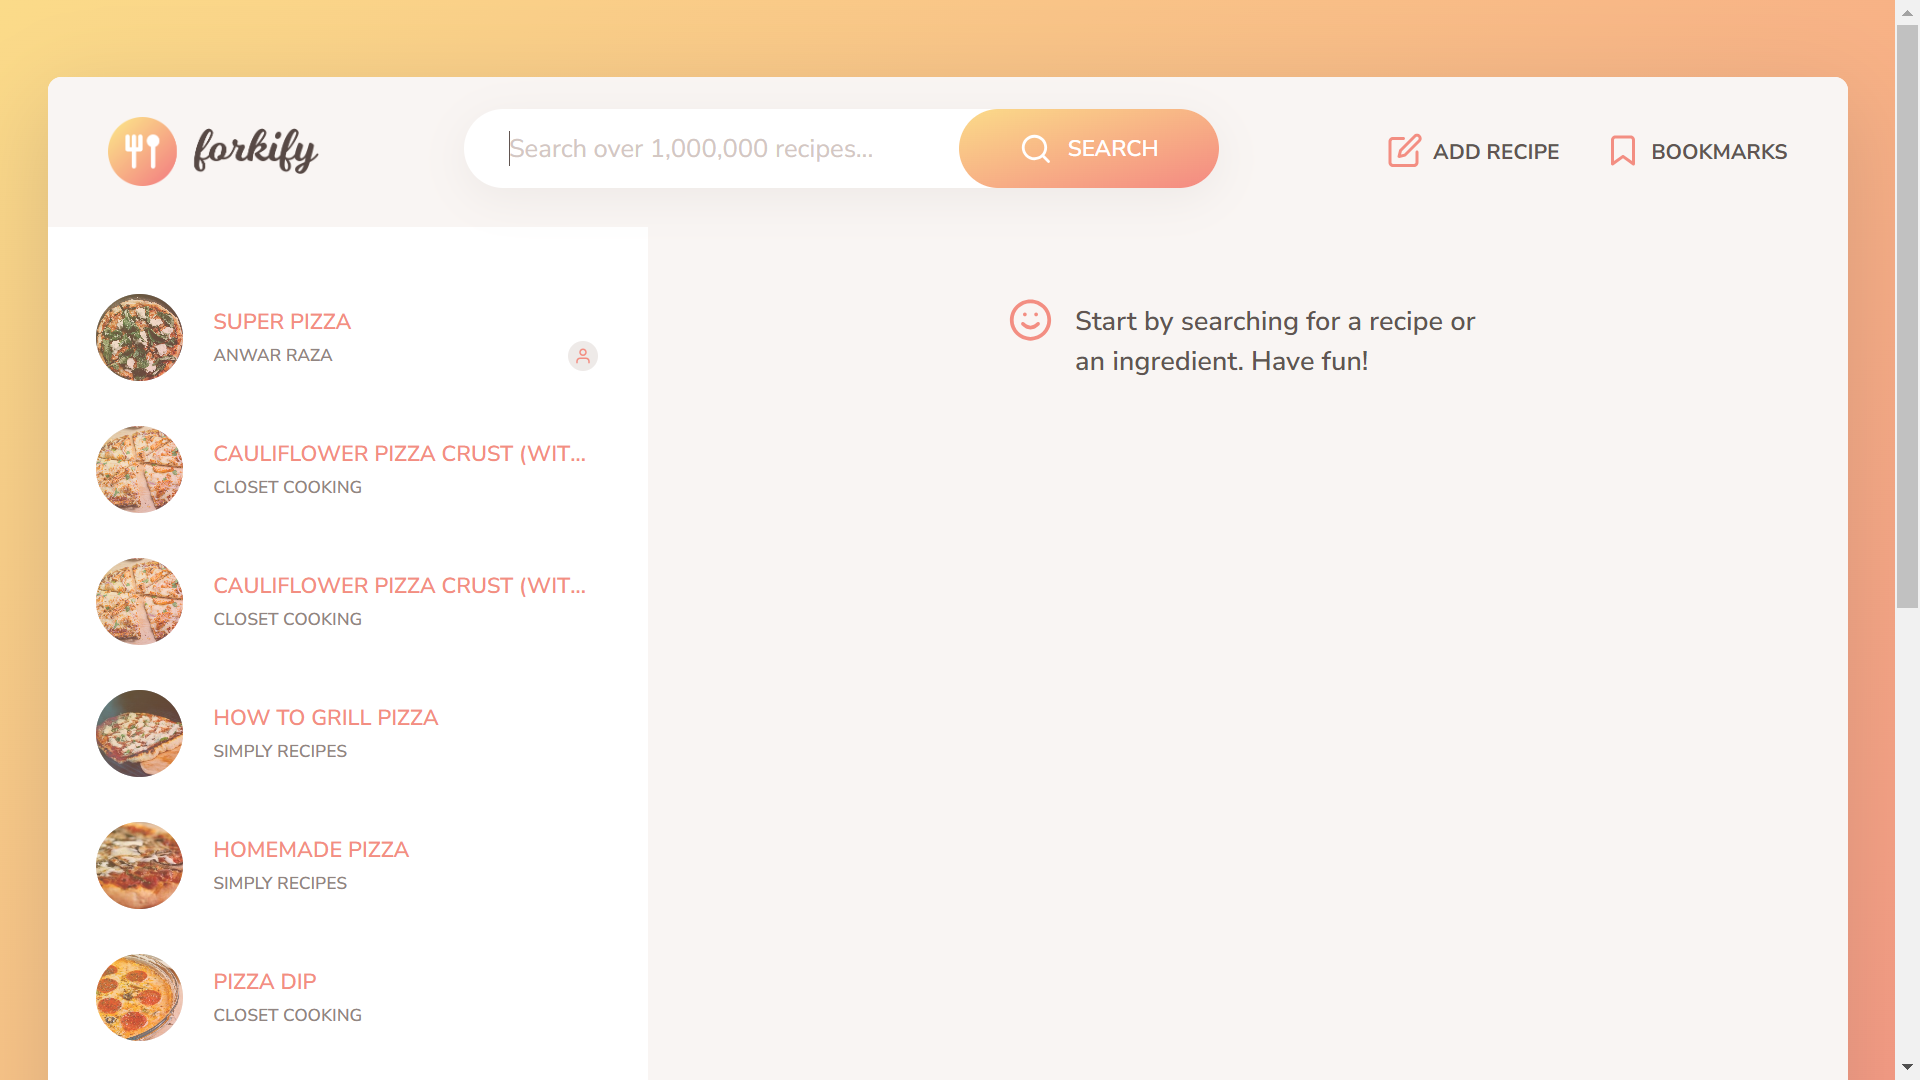 forkify
Search over 1,000,000 recipes...
SEARCH
ADD RECIPE
BOOKMARKS
SUPER PIZZA
ANWAR RAZA
CAULIFLOWER PIZZA CRUST (WIT...
CLOSET COOKING
CAULIFLOWER PIZZA CRUST (WIT...
CLOSET COOKING
HOW TO GRILL PIZZA
SIMPLY RECIPES
HOMEMADE PIZZA
SIMPLY RECIPES
PIZZA DIP
CLOSET COOKING
Start by searching for a recipe or
an ingredient. Have fun!